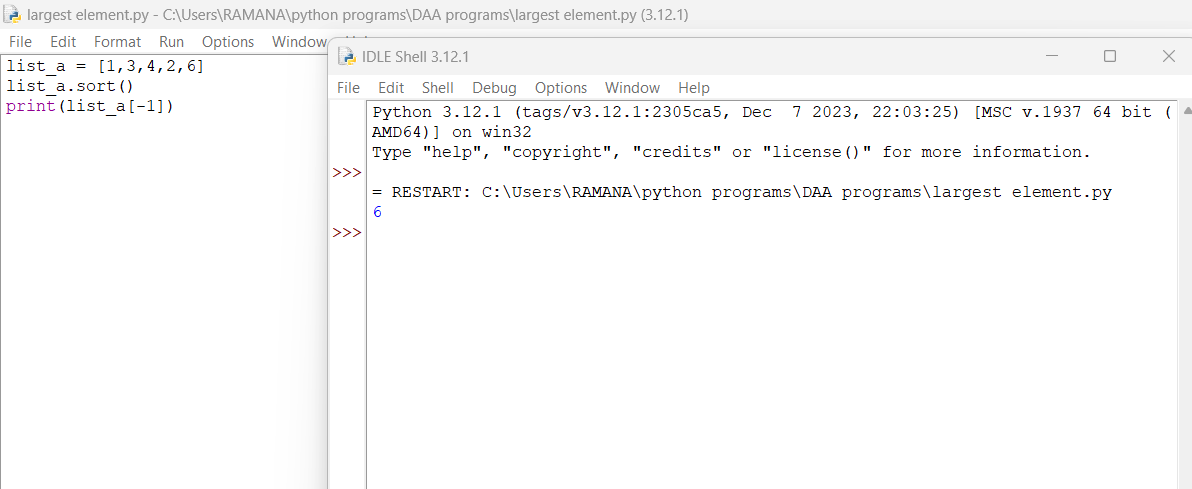 largest element.py - C:\Users\RAMANA\python programs\DAA programs\largest element.py (3.12.1)
File Edit Format Run Options Window
list_a = [1,3,4,2,6]
list_a.sort()
print(list_a[-1])
IDLE Shell 3.12.1
File Edit Shell Debug Options Window Help
Python 3.12.1 (tags/v3.12.1:2305ca5, Dec  7 2023, 22:03:25) [MSC v.1937 64 bit (
AMD64)] on win32
Type "help", "copyright", "credits" or "license()" for more information.
>>>
= RESTART: C:\Users\RAMANA\python programs\DAA programs\largest element.py
6
>>>